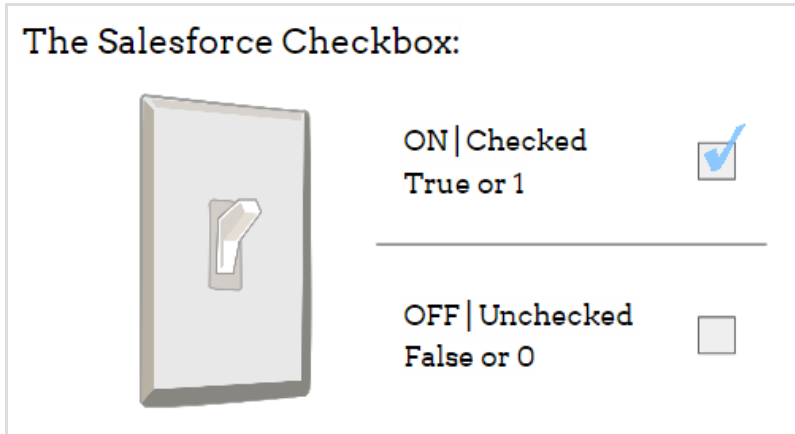 The Salesforce Checkbox:
ON | Checked
True or 1
OFF | Unchecked
False or 0